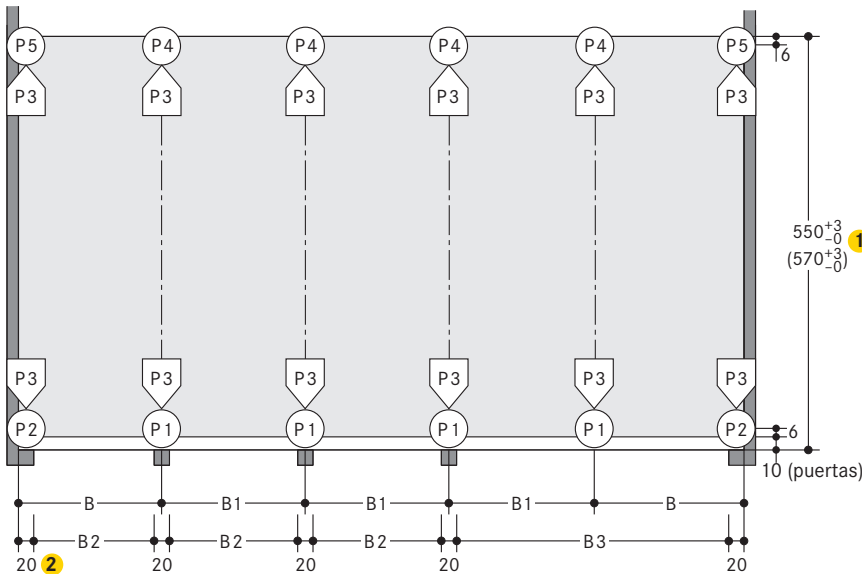 P5 P4 P4 P4 P4 P5
6
P3 P3 P3 P3 P3 P3
550+3-0 1
(570+3-0)
P3 P3 P3 P3 P3 P3
P2 P1 P1 P1 P1 P2
6
10 (puertas)
B B1 B1 B1 B
B2 B2 B2 B3
20 2 20 20 20 20